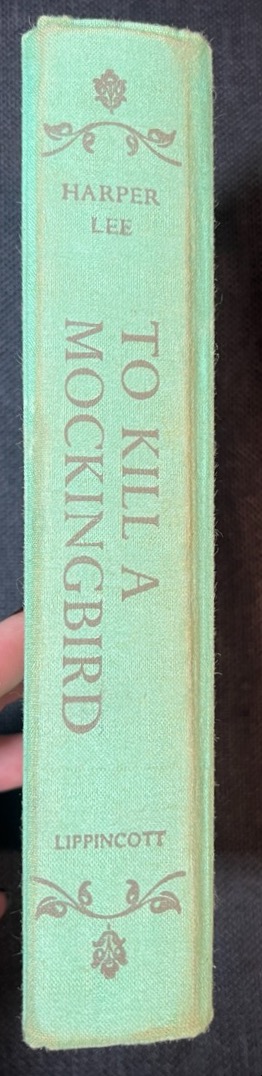 HARPER
LEE
TO KILL A
MOCKINGBIRD
LIPPINCOTT